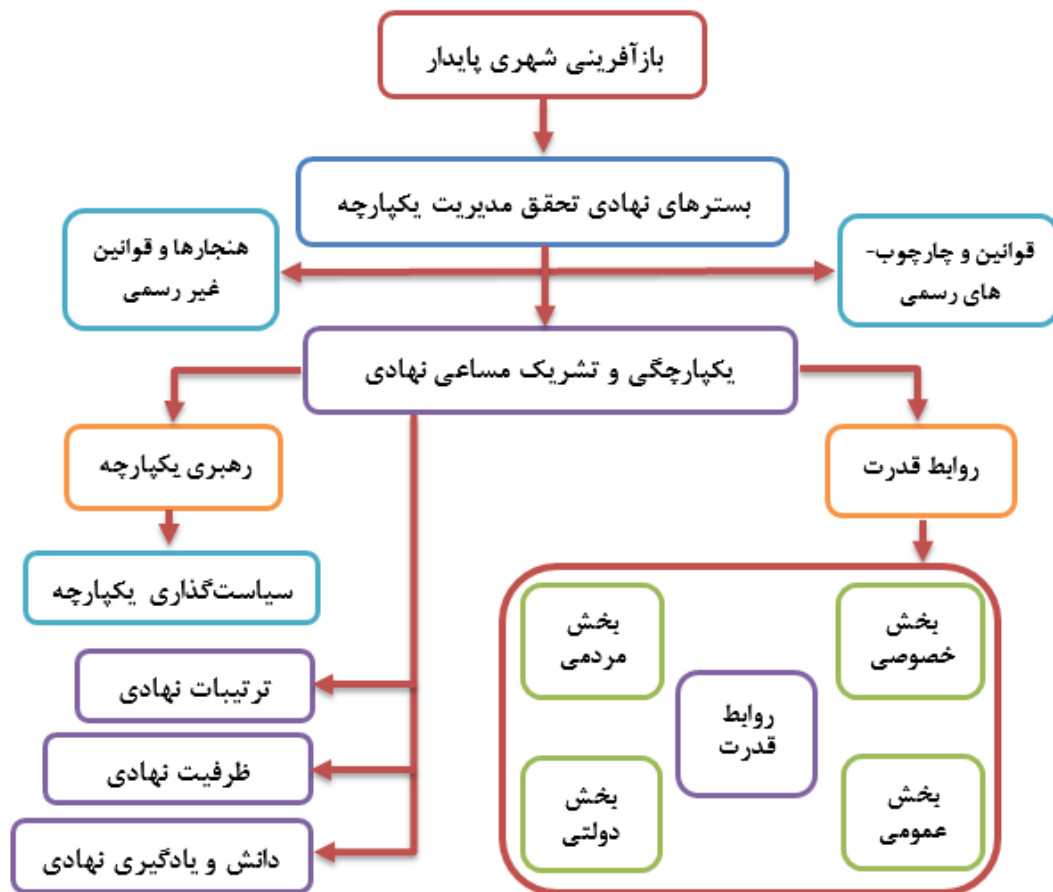 بازآفرینی شهری پایدار
بسترهای نهادی تحقق مدیریت یکپارچه
قوانین و چارچوب-
های رسمی
هنجارها و قوانین
غیر رسمی
یکپارچگی و تشریک مساعی نهادی
روابط قدرت
رهبری یکپارچه
سیاست‌گذاری یکپارچه
بخش
خصوصی
بخش
مردمی
روابط
قدرت
بخش
عمومی
بخش
دولتی
ترتیبات نهادی
ظرفیت نهادی
دانش و یادگیری نهادی